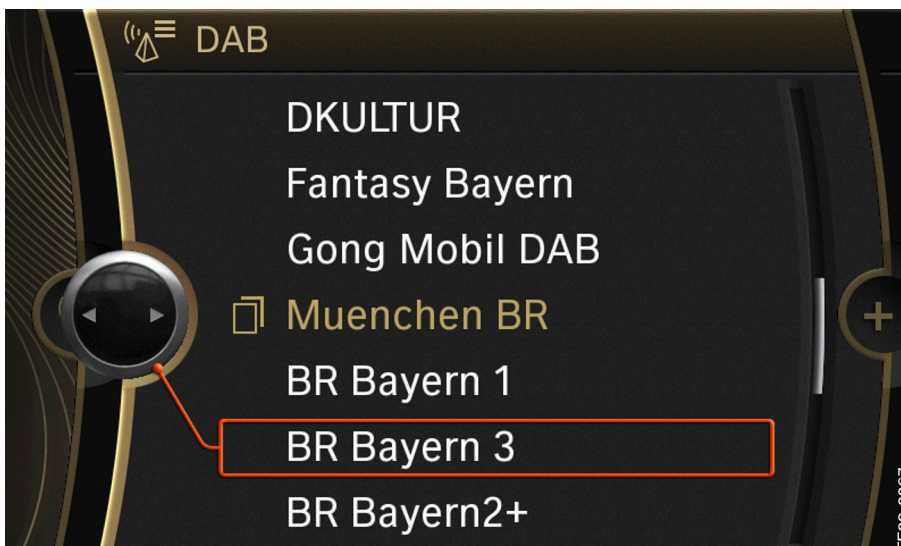 DAB
DKULTUR
Fantasy Bayern
Gong Mobil DAB
Muenchen BR
BR Bayern 1
BR Bayern 3
BR Bayern2+